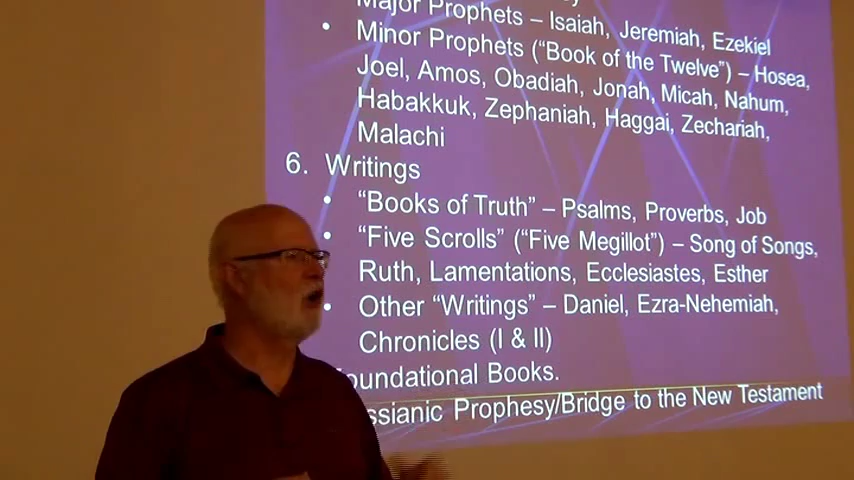 Major Prophets – Isaiah, Jeremiah, Ezekiel
• Minor Prophets (“Book of the Twelve”) – Hosea,
Joel, Amos, Obadiah, Jonah, Micah, Nahum,
Habakkuk, Zephaniah, Haggai, Zechariah,
Malachi
6. Writings
• “Books of Truth” – Psalms, Proverbs, Job
• “Five Scrolls” (“Five Megillot”) – Song of Songs,
Ruth, Lamentations, Ecclesiastes, Esther
• Other “Writings” – Daniel, Ezra-Nehemiah,
Chronicles (I & II)
oundational Books.
ssianic Prophesy/Bridge to the New Testament